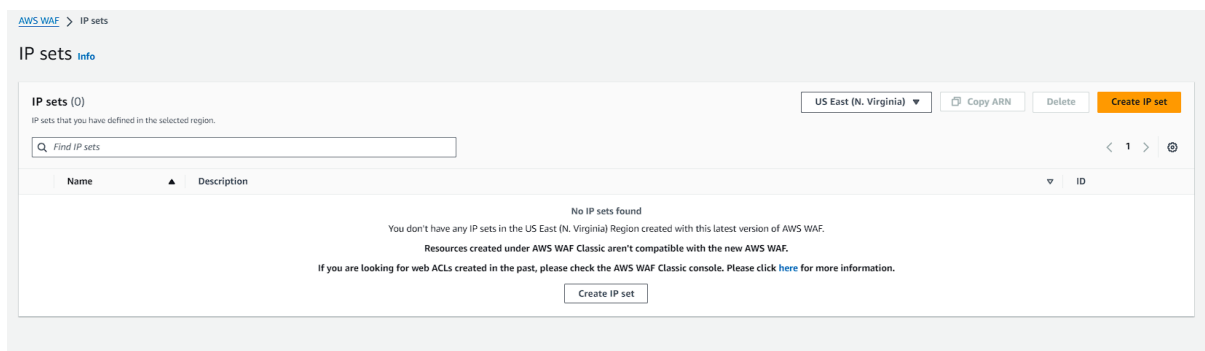 AWS WAF > IP sets
IP sets Info
IP sets (0)
US East (N. Virginia) ▼ Copy ARN Delete Create IP set
IP sets that you have defined in the selected region.
Find IP sets
< 1 >
Name ▲ Description ▽ ID
No IP sets found
You don't have any IP sets in the US East (N. Virginia) Region created with this latest version of AWS WAF.
Resources created under AWS WAF Classic aren't compatible with the new AWS WAF.
If you are looking for web ACLs created in the past, please check the AWS WAF Classic console. Please click here for more information.
Create IP set